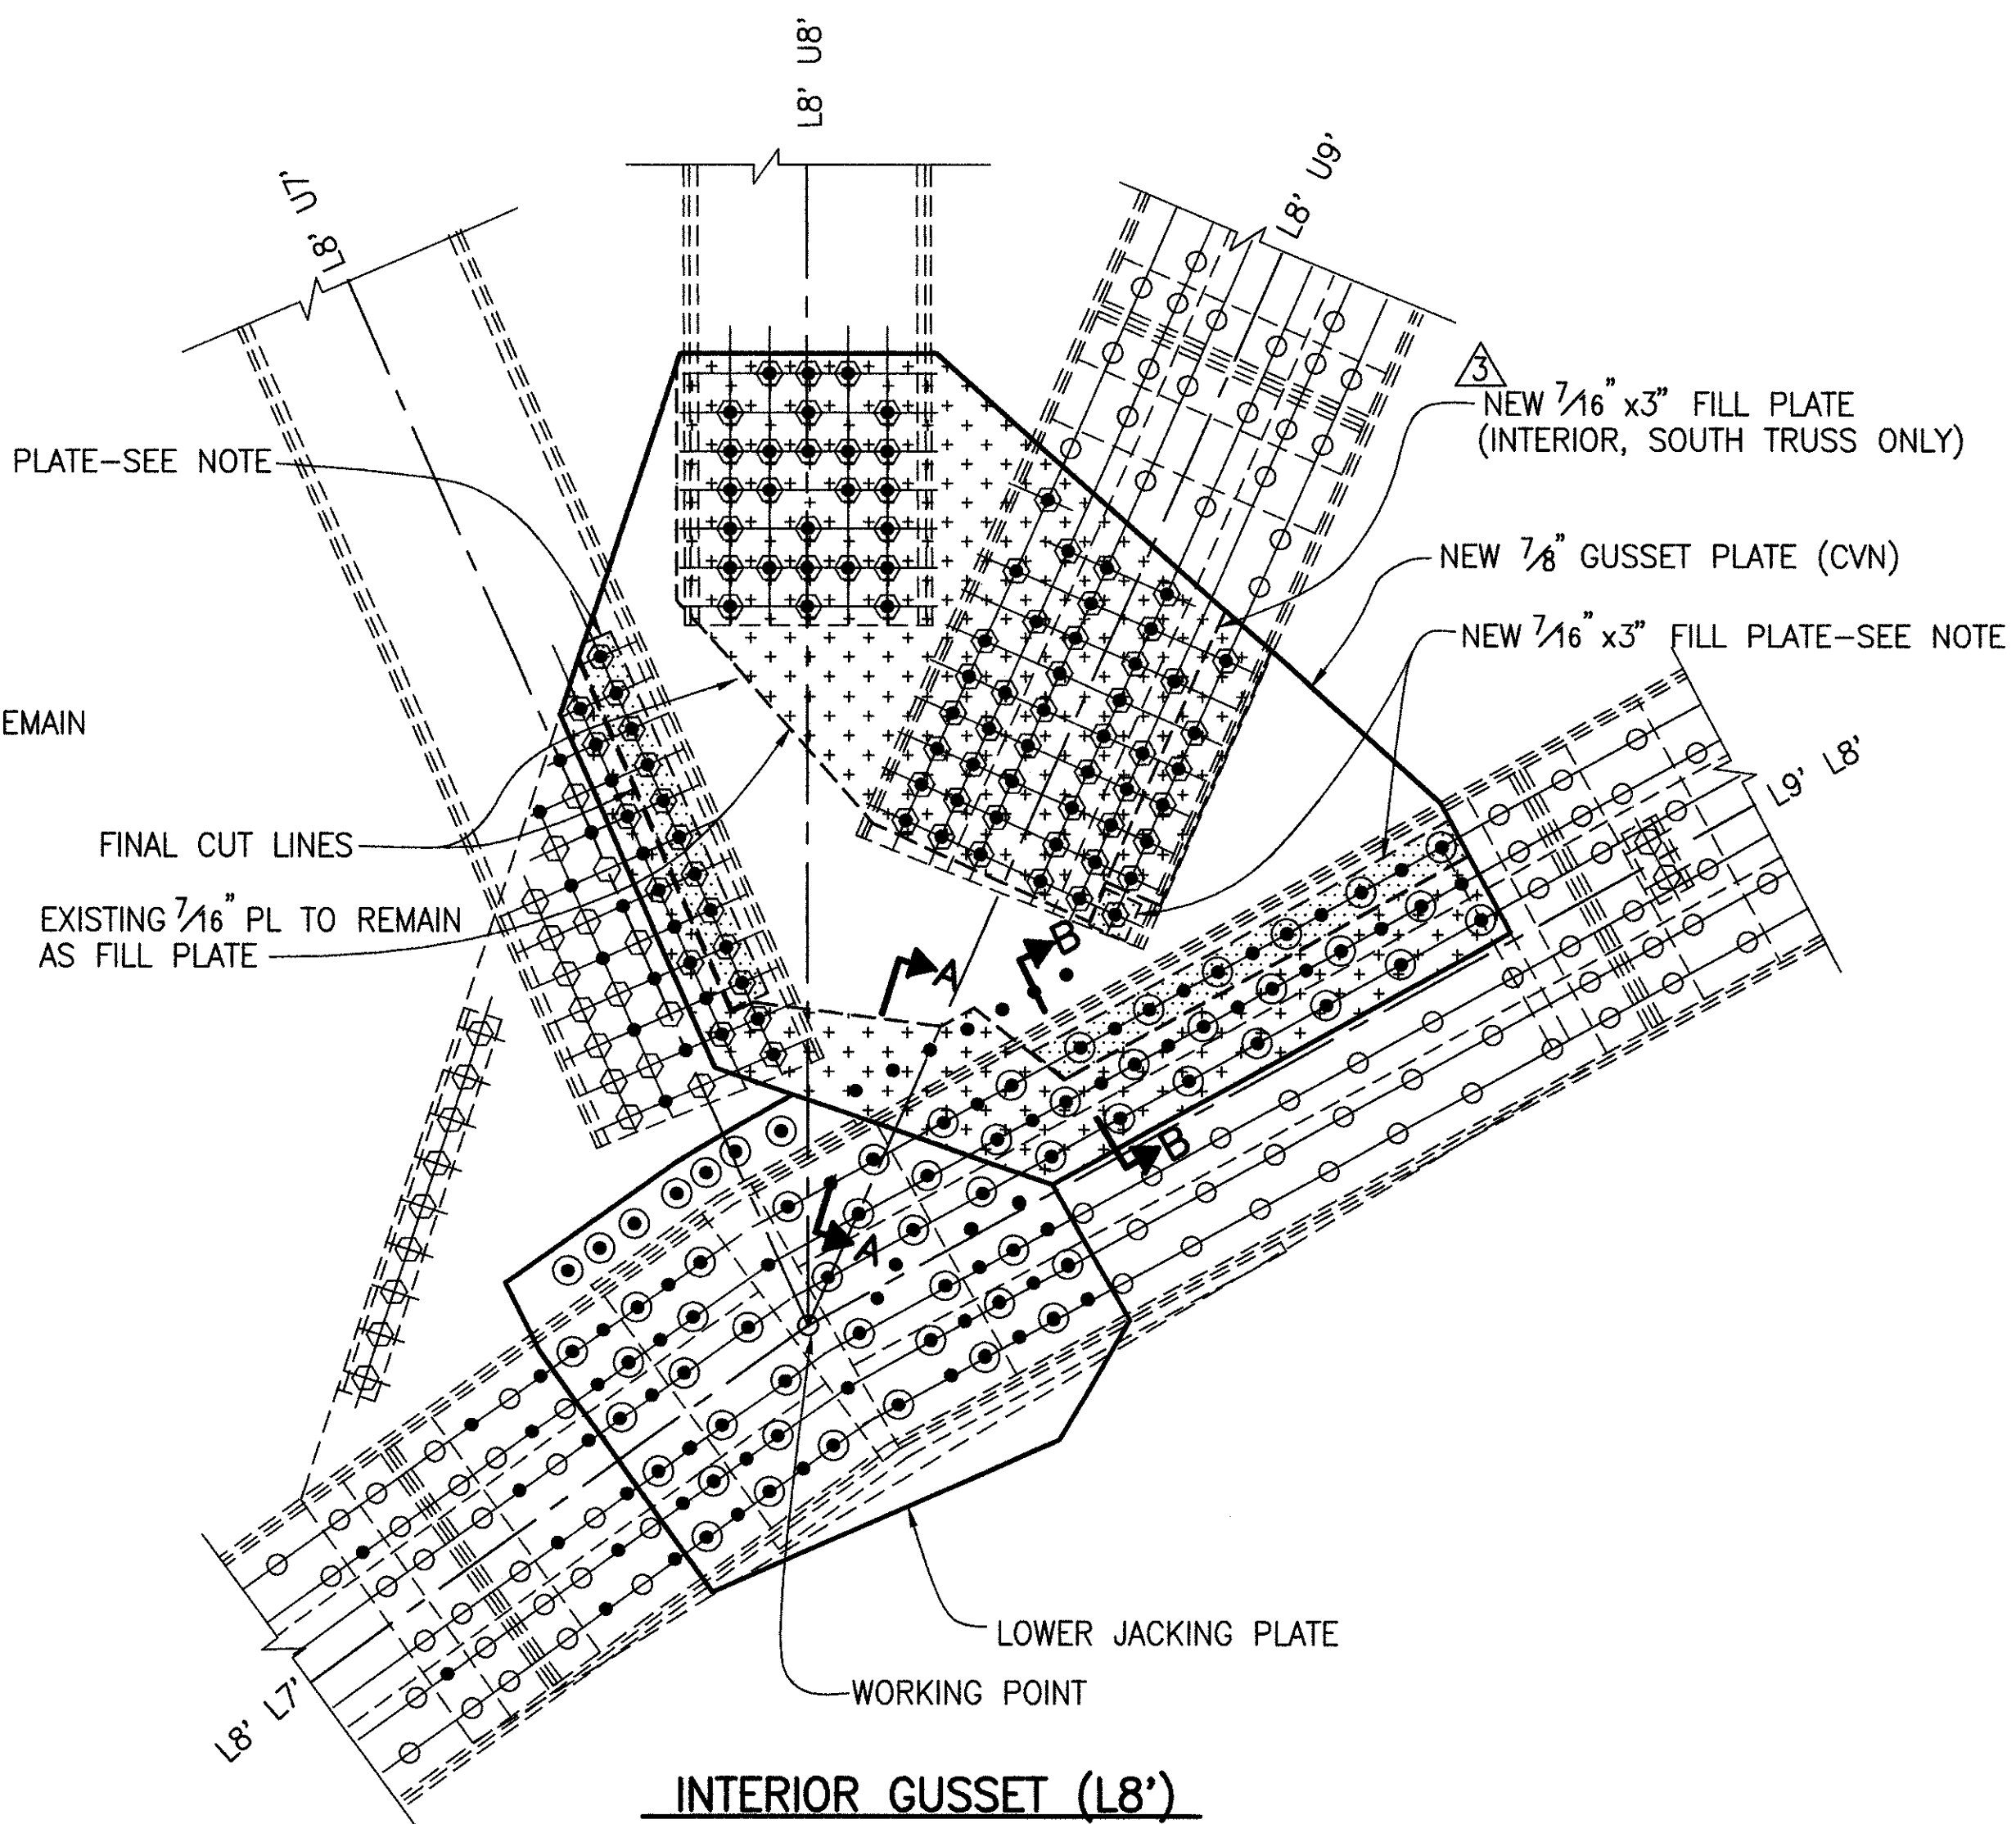 L8' U8'
L8' U7'
L8' U9'
3
NEW 7/16" x3" FILL PLATE
(INTERIOR, SOUTH TRUSS ONLY)
PLATE-SEE NOTE
NEW 7/8" GUSSET PLATE (CVN)
NEW 7/16" x3" FILL PLATE-SEE NOTE
EMAIN
L9' L8'
FINAL CUT LINES
EXISTING 7/16" PL TO REMAIN
AS FILL PLATE
A
B
B
A
LOWER JACKING PLATE
WORKING POINT
L8' L7'
INTERIOR GUSSET (L8')